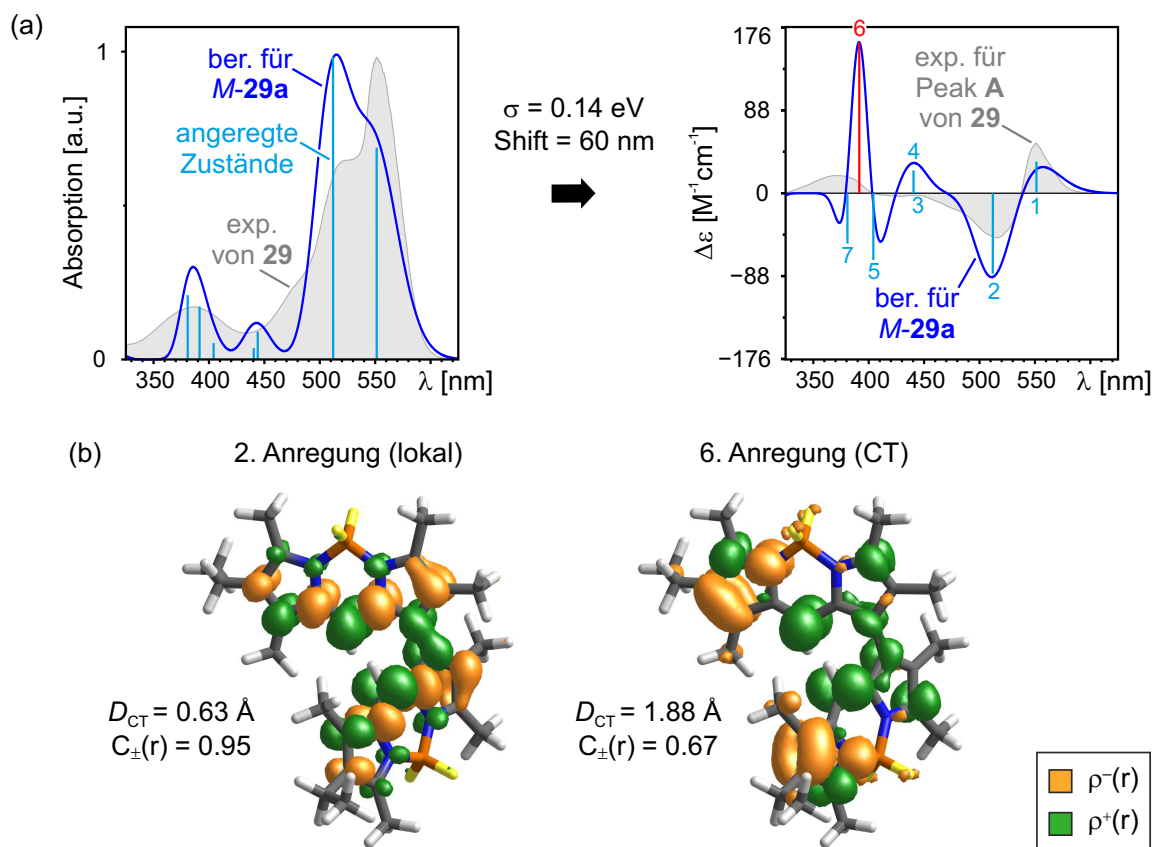 (a)
1
0
Absorption [a.u.]
ber. für
M-29a
angeregte
Zustände
exp.
von 29
350
400
450
500
550
λ [nm]
σ = 0.14 eV
Shift = 60 nm
176
88
0
−88
−176
Δε [M⁻¹cm⁻¹]
6
exp. für
Peak A
von 29
4
3
1
7
5
2
ber. für
M-29a
350
400
450
500
550
λ [nm]
(b)
2. Anregung (lokal)
6. Anregung (CT)
D_CT = 0.63 Å
C±(r) = 0.95
D_CT = 1.88 Å
C±(r) = 0.67
ρ⁻(r)
ρ⁺(r)